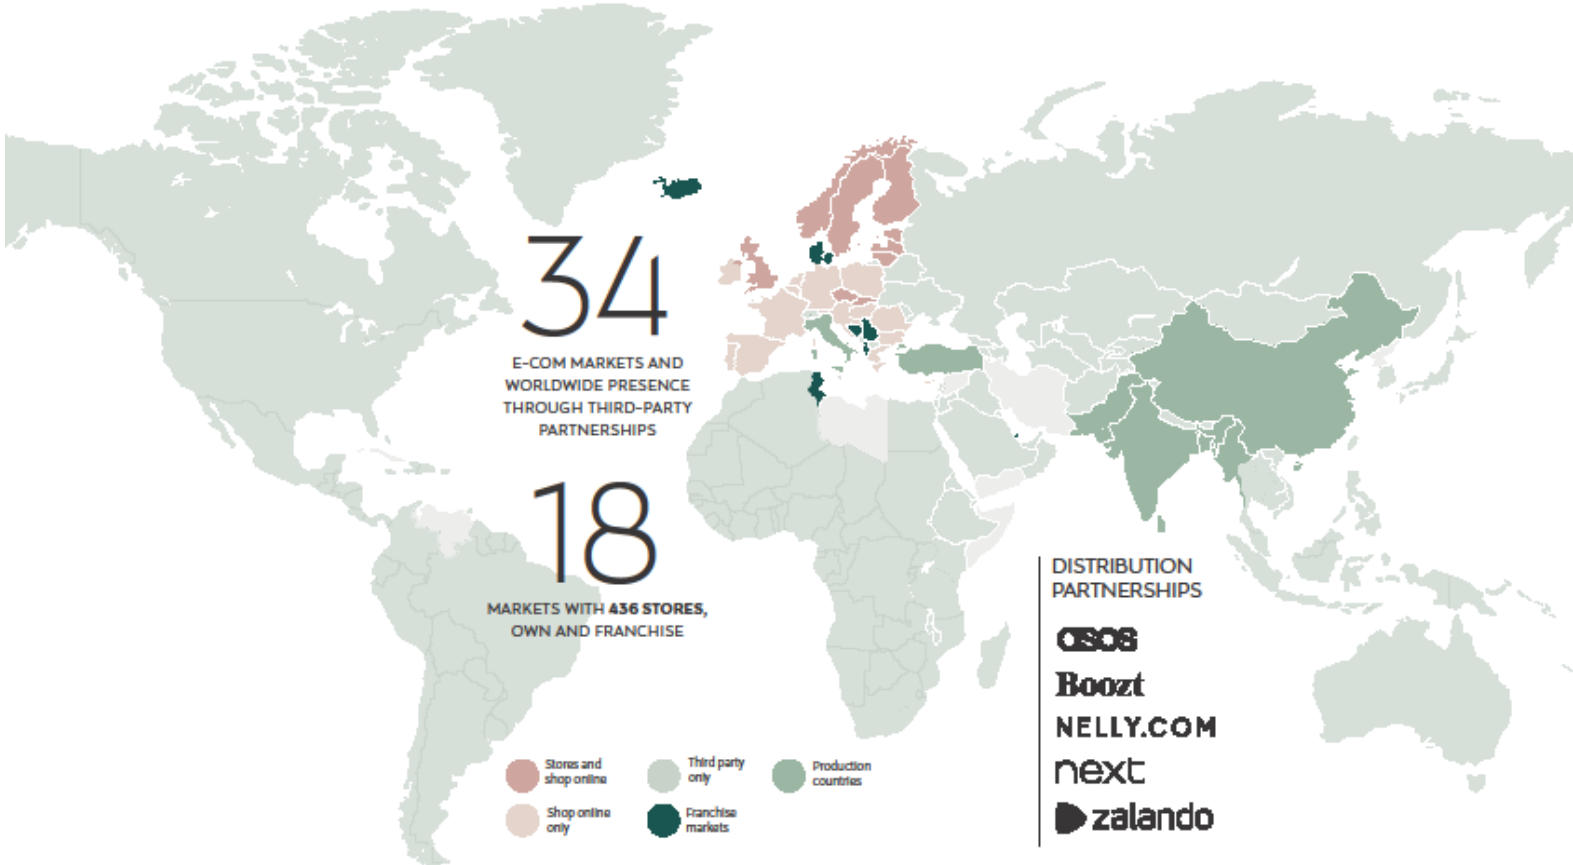 34
E-COM MARKETS AND
WORLDWIDE PRESENCE
THROUGH THIRD-PARTY
PARTNERSHIPS
18
MARKETS WITH 436 STORES,
OWN AND FRANCHISE
Stores and
shop online
Third party
only
Production
countries
Shop online
only
Franchise
markets
DISTRIBUTION
PARTNERSHIPS
asos
Boozt
NELLY.COM
next
zalando